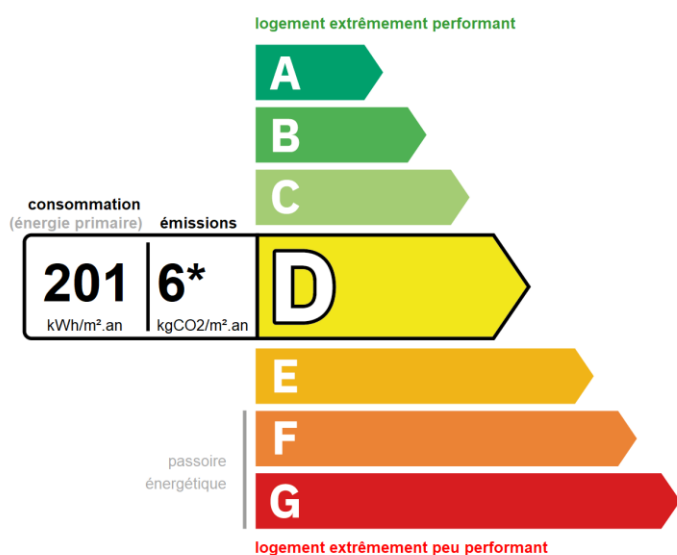 logement extrêmement performant
A
B
C
consommation
(énergie primaire) émissions
201 6* D
kWh/m².an kgCO2/m².an
E
F
passoire
énergétique
G
logement extrêmement peu performant